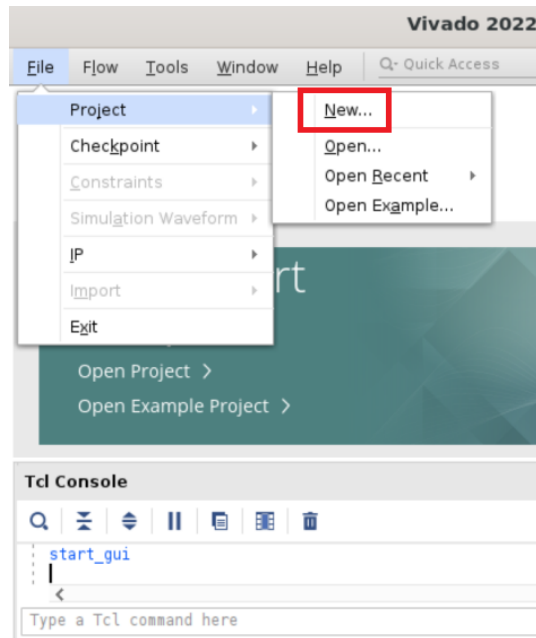 Vivado 2022
File Flow Tools Window Help Q- Quick Access
Project
New...
Checkpoint
Open...
Constraints
Open Recent
Simulation Waveform
Open Example...
IP
Import
rt
Exit
Open Project >
Open Example Project >
Tcl Console
start_gui
Type a Tcl command here